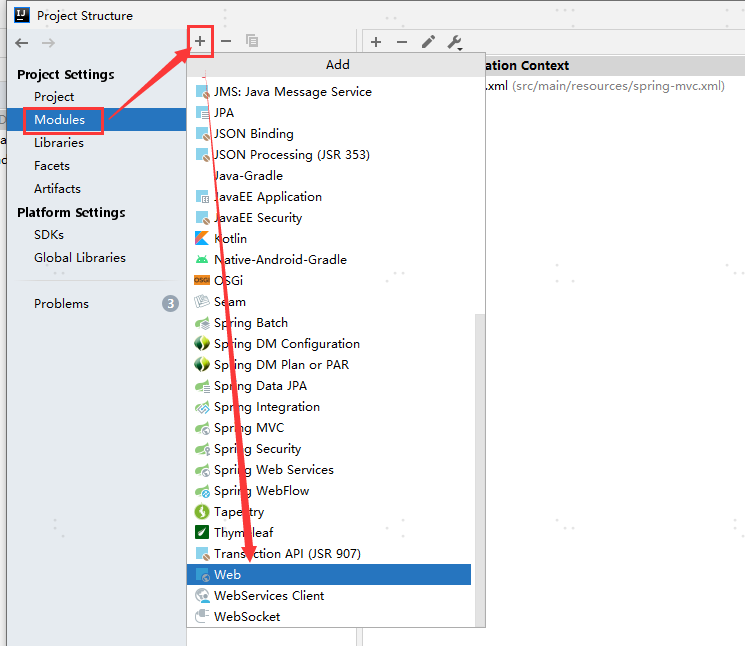 Project Structure
Add
Project Settings
Project
Modules
Libraries
Facets
Artifacts
Platform Settings
SDKs
Global Libraries
Problems
3
JMS: Java Message Service
JPA
JSON Binding
JSON Processing (JSR 353)
Java-Gradle
JavaEE Application
JavaEE Security
Kotlin
Native-Android-Gradle
OSGi
Seam
Spring Batch
Spring DM Configuration
Spring DM Plan or PAR
Spring Data JPA
Spring Integration
Spring MVC
Spring Security
Spring Web Services
Spring WebFlow
Tapestry
Thymeleaf
Transaction API (JSR 907)
Web
WebServices Client
WebSocket
ation Context
.xml (src/main/resources/spring-mvc.xml)